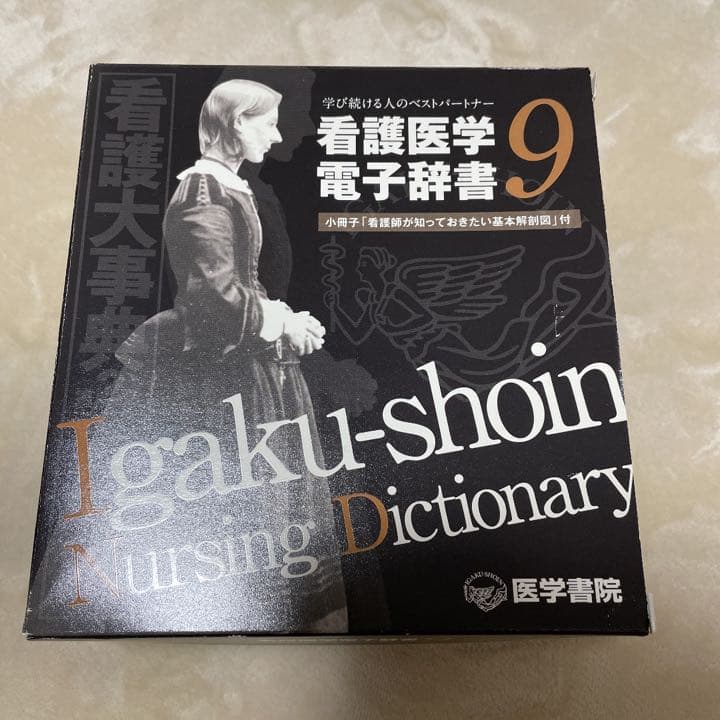 学び続ける人のベストパートナー
看護医学
電子辞書9
小冊子「看護師が知っておきたい基本解剖図」付
看護大事典
Igaku-shoin
Nursing Dictionary
IGAKU SHOIN
医学書院